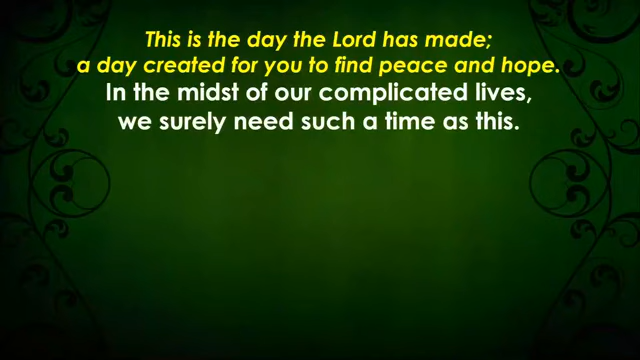 This is the day the Lord has made;
a day created for you to find peace and hope.
In the midst of our complicated lives,
we surely need such a time as this.